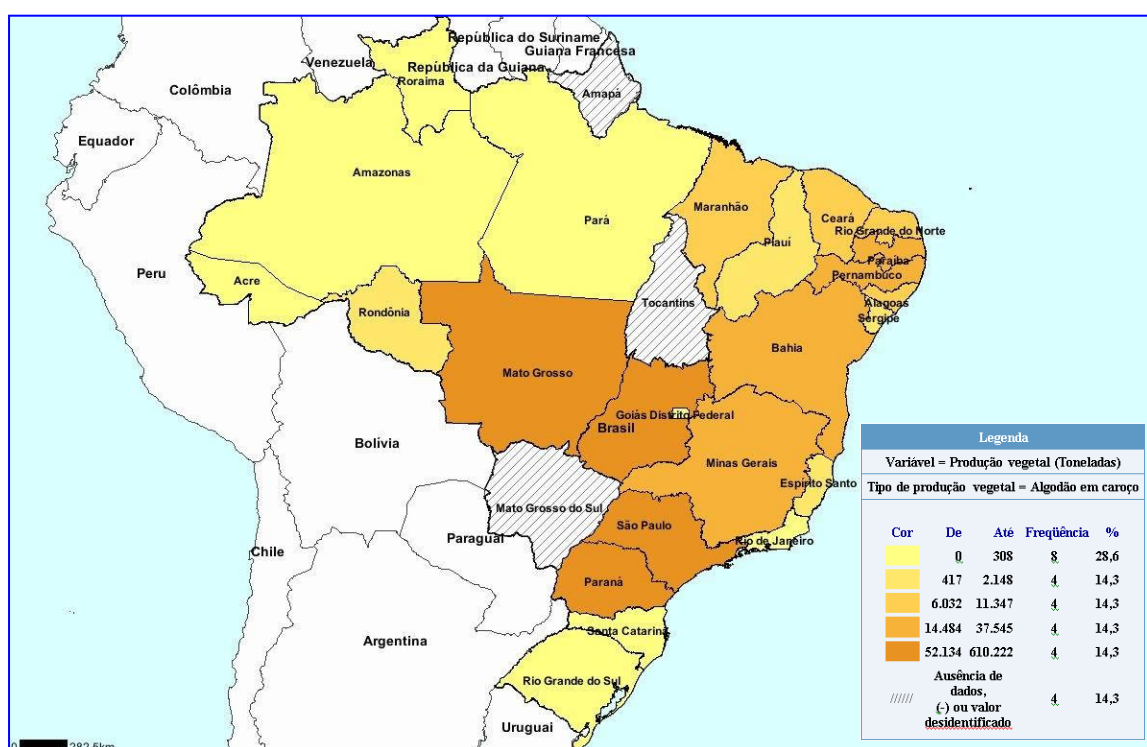 República do Suriname
Guiana Francesa
Venezuela
República da Guiana
Roraima
Colômbia
Amapá
Equador
Amazonas
Maranhão
Ceará
Pará
Rio Grande do Norte
Piauí
Peru
Paraíba
Pernambuco
Acre
Tocantins
Alagoas
Rondônia
Sergipe
Bahia
Mato Grosso
Goiás Distrito Federal
Brasil
Bolívia
Minas Gerais
Espírito Santo
Mato Grosso do Sul
São Paulo
Paraguai
Rio de Janeiro
Chile
Paraná
Santa Catarina
Argentina
Rio Grande do Sul
Uruguai
0 282.5km
Legenda
Variável = Produção vegetal (Toneladas)
Tipo de produção vegetal = Algodão em caroço
Cor De Até Freqüência %
0 308 8 28,6
417 2.148 4 14,3
6.032 11.347 4 14,3
14.484 37.545 4 14,3
52.134 610.222 4 14,3
Ausência de
dados,
(-) ou valor
desidentificado
4 14,3